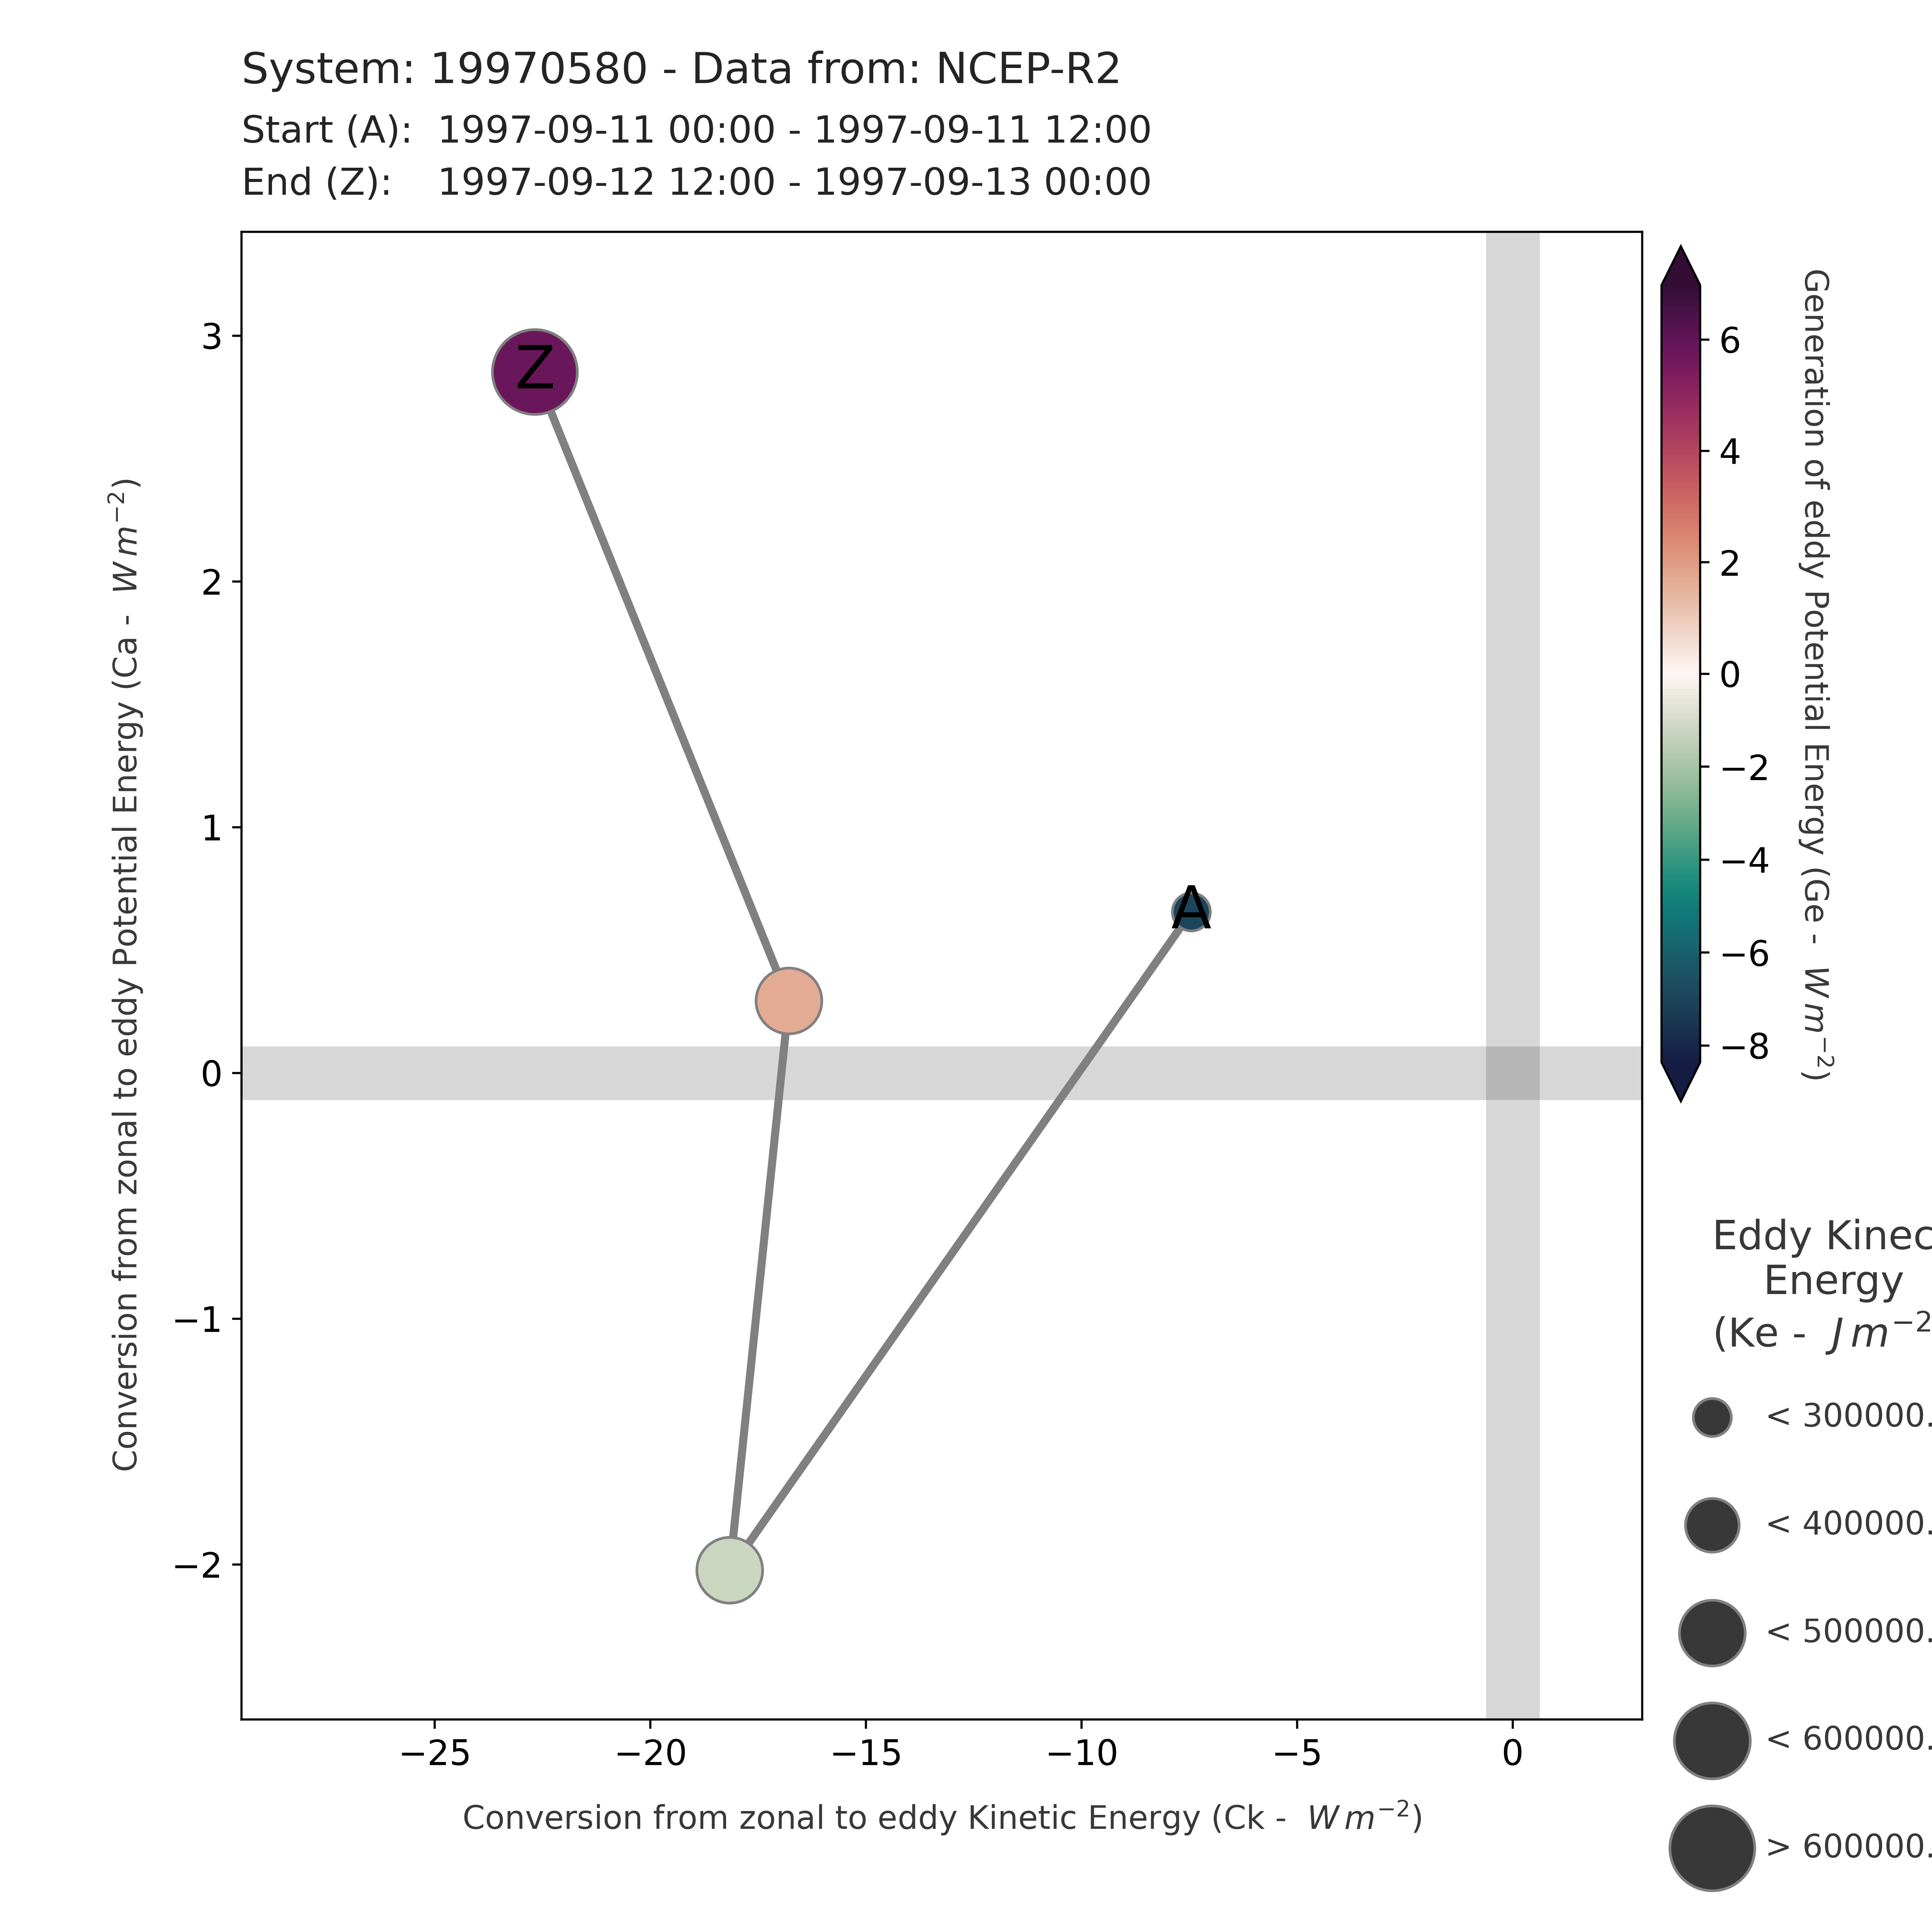 System: 19970580 - Data from: NCEP-R2
Start (A): 1997-09-11 00:00 - 1997-09-11 12:00
End (Z): 1997-09-12 12:00 - 1997-09-13 00:00
Conversion from zonal to eddy Potential Energy (Ca - W m⁻²)
3
2
1
0
−1
−2
Z
A
−25
−20
−15
−10
−5
0
Conversion from zonal to eddy Kinetic Energy (Ck - W m⁻²)
6
4
2
0
−2
−4
−6
−8
Generation of eddy Potential Energy (Ge - W m⁻²)
Eddy Kinec
Energy
(Ke - J m⁻²
< 300000.
< 400000.
< 500000.
< 600000.
> 600000.